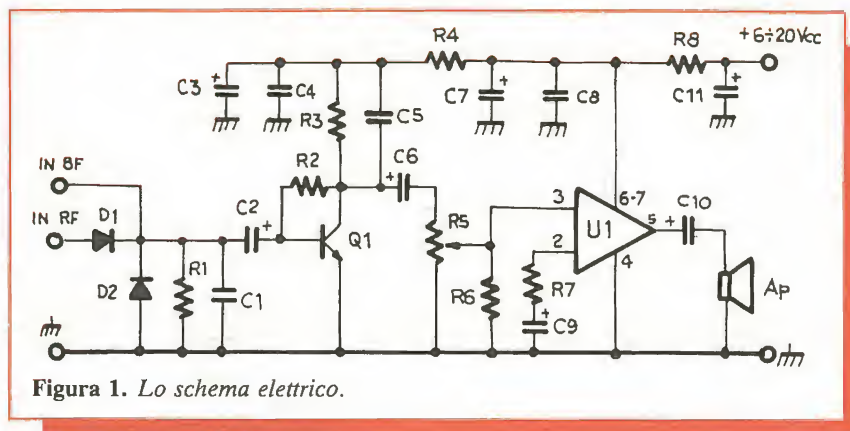 R4
R8
+6÷20Vcc
C3 +
C4
R3
C5
+
C7
C8
+
C11
IN BF
R2
C6
+
IN RF
D1
C2
+
3
6-7
C10
R5
U1
5 +
Q1
2
4
D2
R1
C1
R6
R7
Ap
+
C9
Figura 1. Lo schema elettrico.